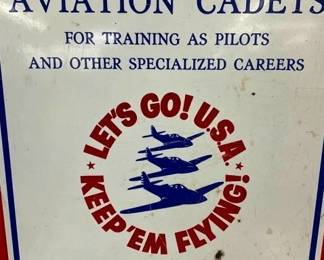 AVIATION CADETS
FOR TRAINING AS PILOTS
AND OTHER SPECIALIZED CAREERS
LET'S GO! U.S.A.
KEEP 'EM FLYING!